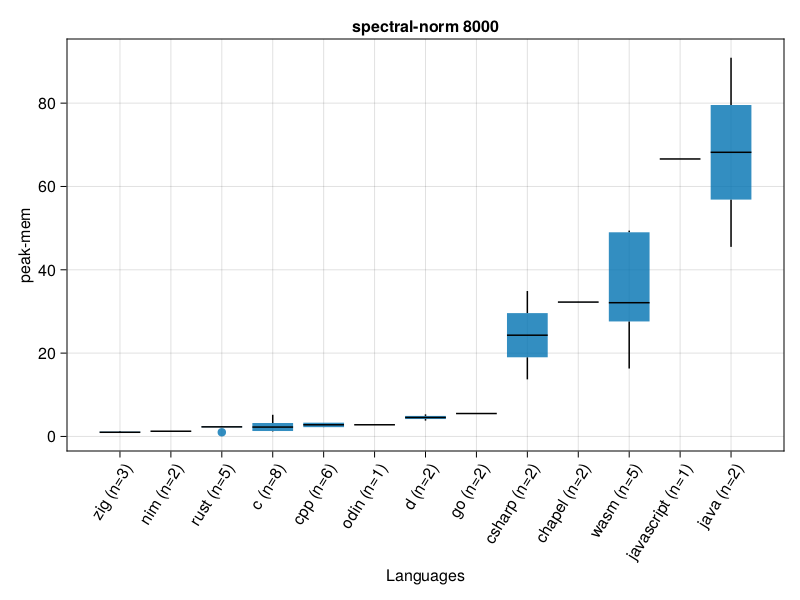 spectral-norm 8000
peak-mem
80
60
40
20
0
zig (n=3)
nim (n=2)
rust (n=5)
c (n=8)
cpp (n=6)
odin (n=1)
d (n=2)
go (n=2)
csharp (n=2)
chapel (n=2)
wasm (n=5)
javascript (n=1)
java (n=2)
Languages